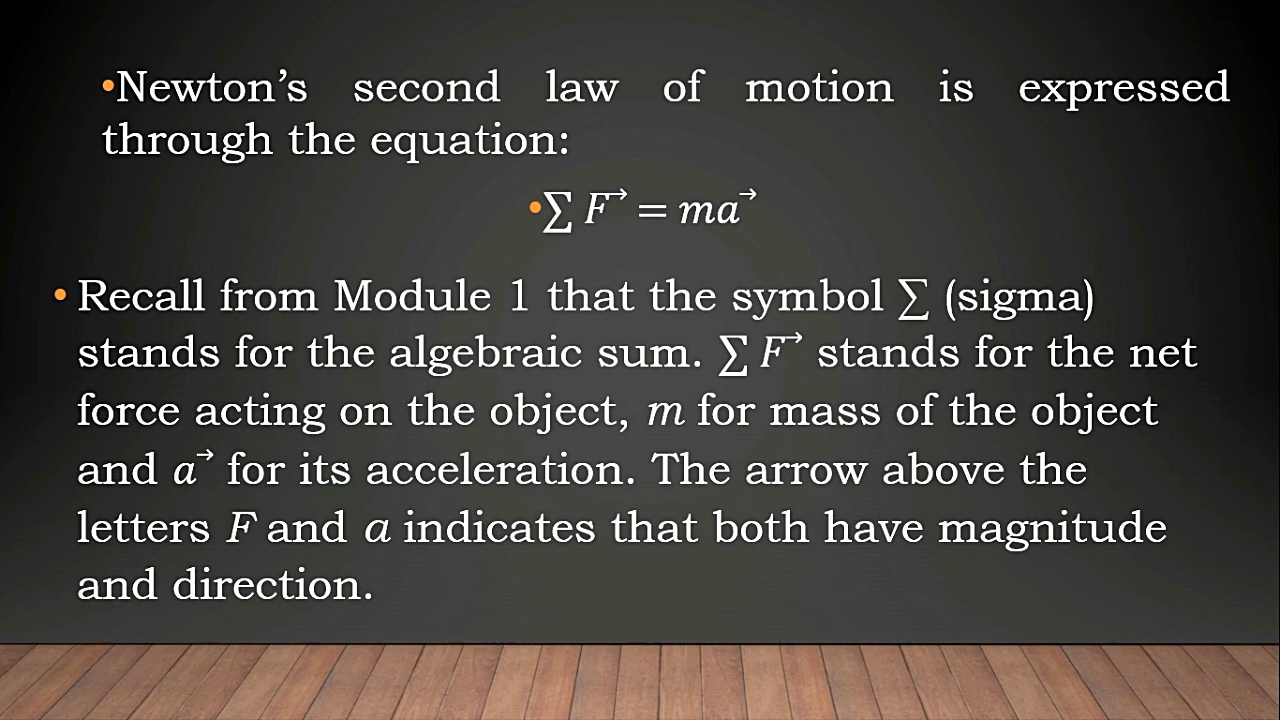 •Newton’s second law of motion is expressed
through the equation:
•∑ F⃗ = ma⃗
• Recall from Module 1 that the symbol ∑ (sigma)
stands for the algebraic sum. ∑ F⃗ stands for the net
force acting on the object, m for mass of the object
and a⃗ for its acceleration. The arrow above the
letters F and a indicates that both have magnitude
and direction.